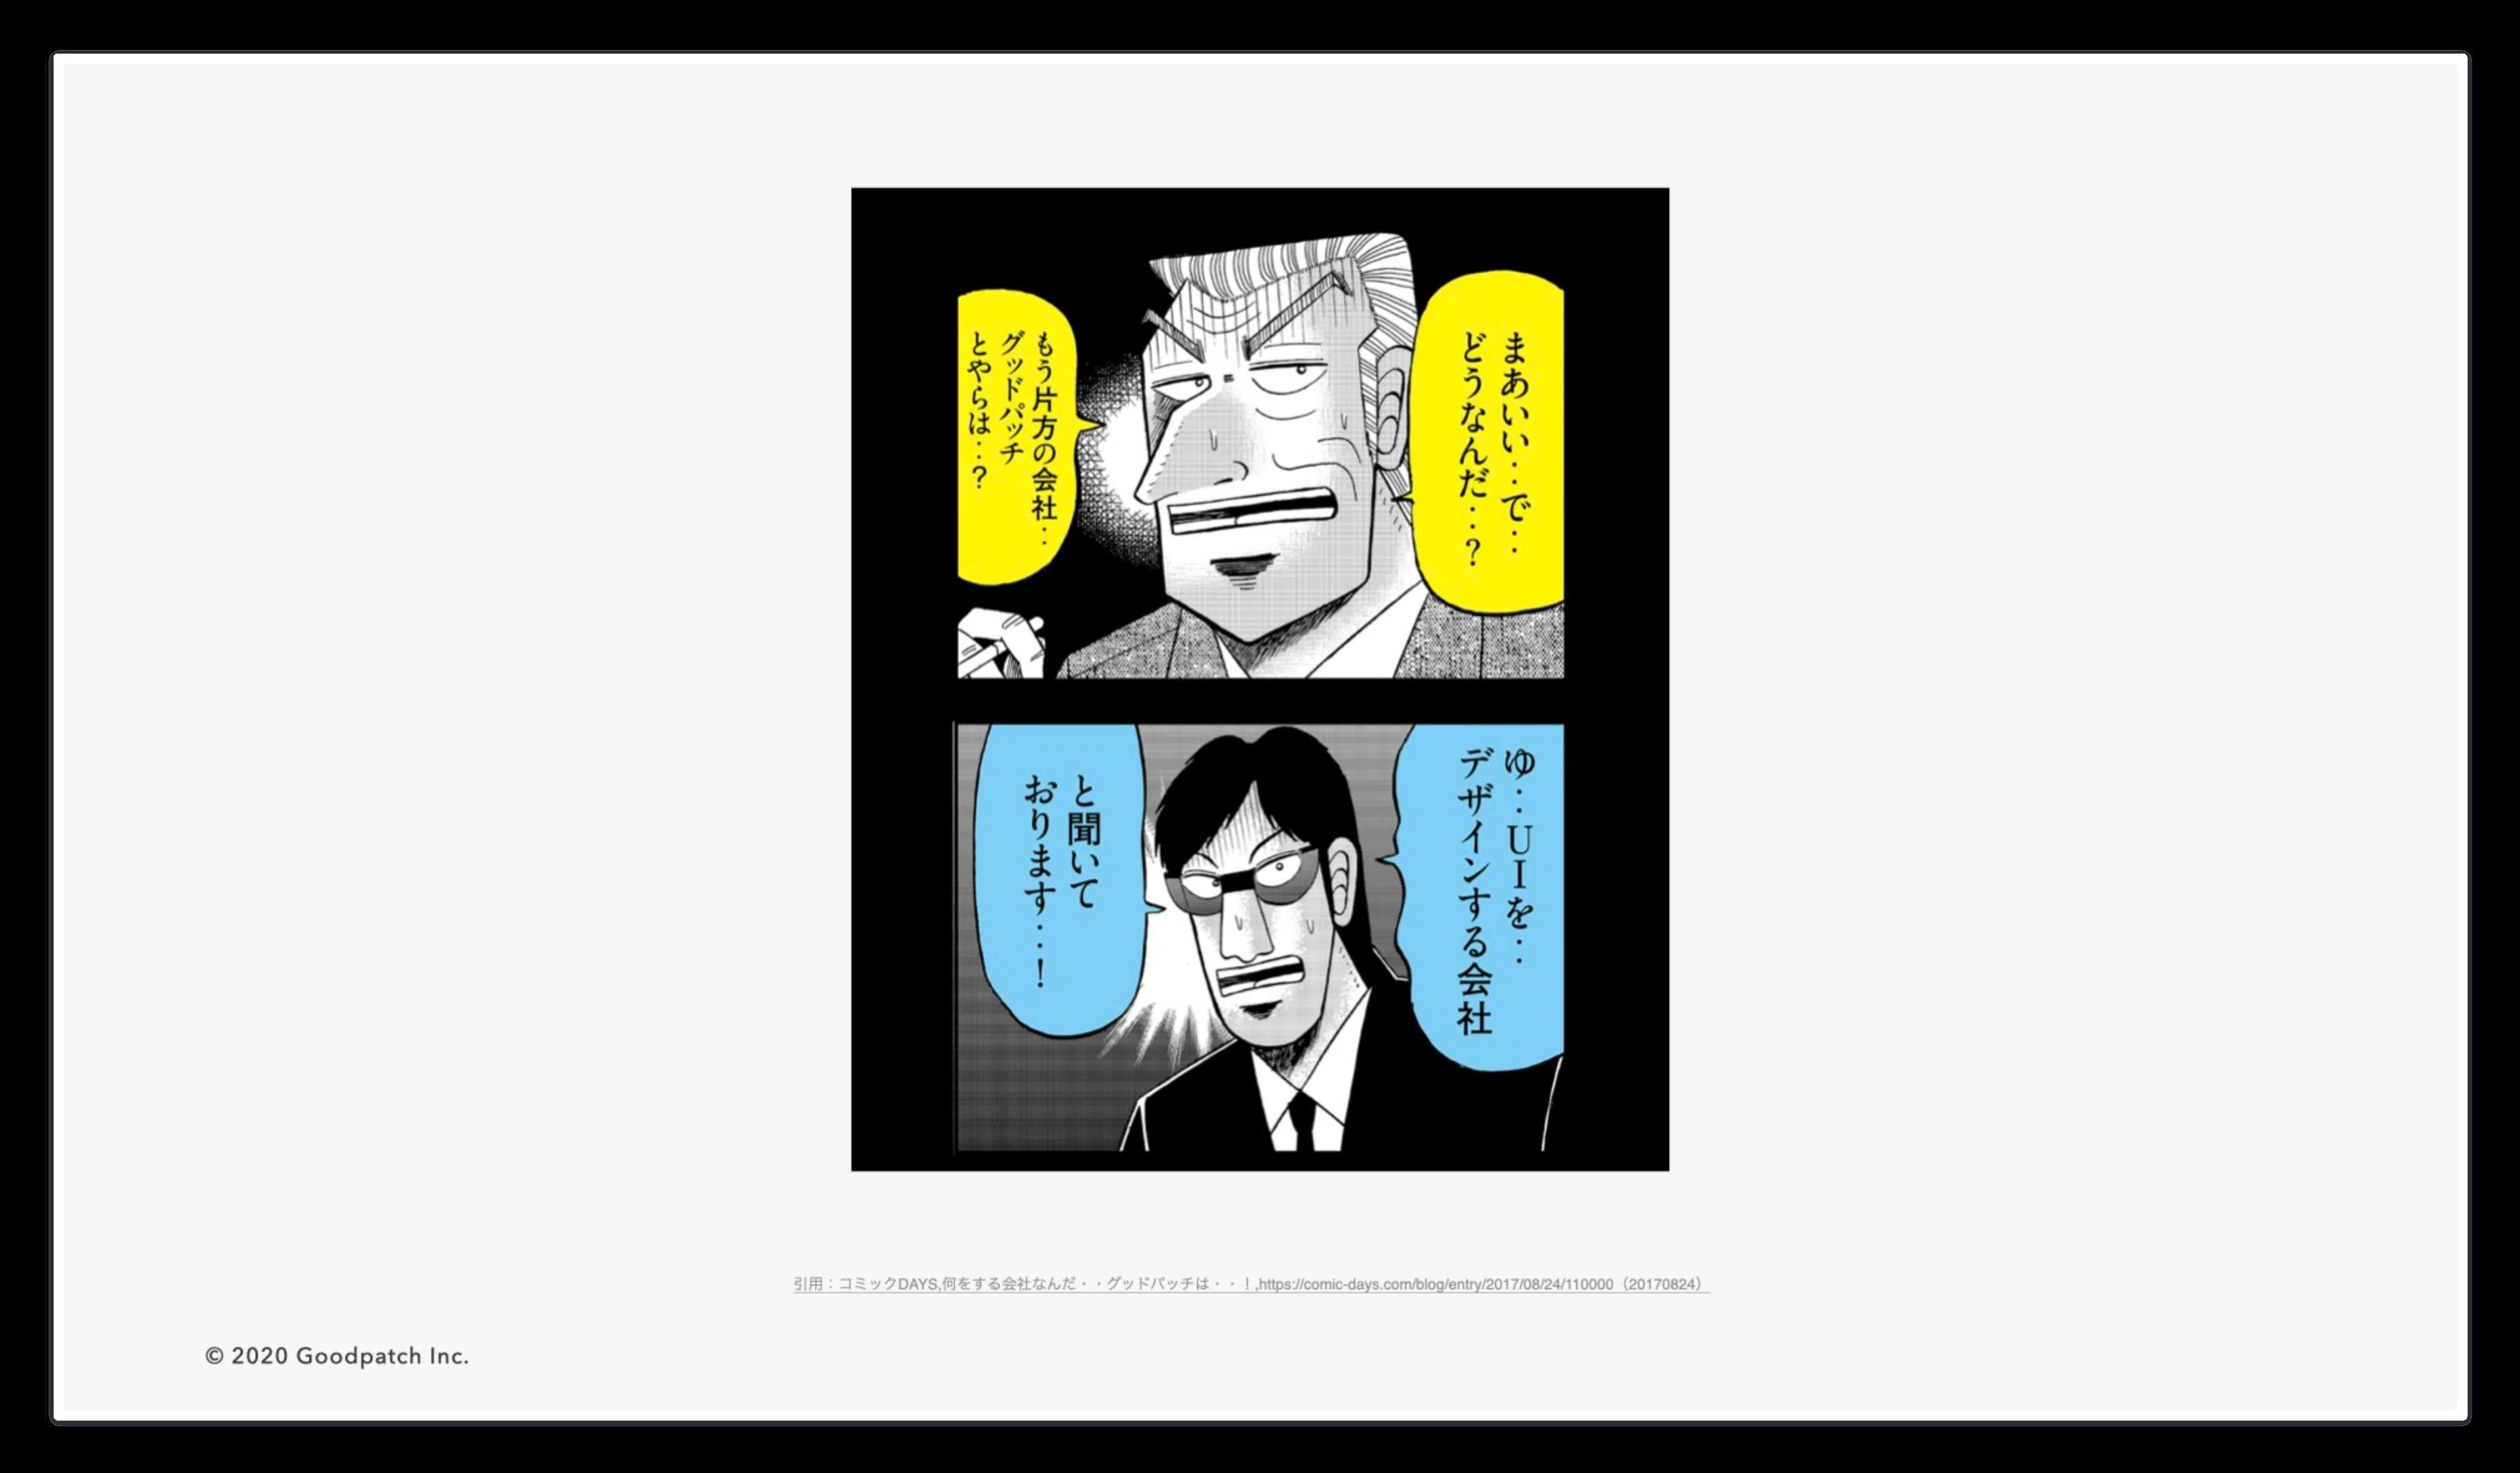 まあいい‥で‥
どうなんだ‥‥?
もう片方の会社‥
グッドパッチ
とやらは‥?
ゆ‥UIを‥
デザインする会社
と聞いて
おります‥‥!
引用：コミックDAYS,何をする会社なんだ・・グッドパッチは・・！,https://comic-days.com/blog/entry/2017/08/24/110000（20170824）
© 2020 Goodpatch Inc.